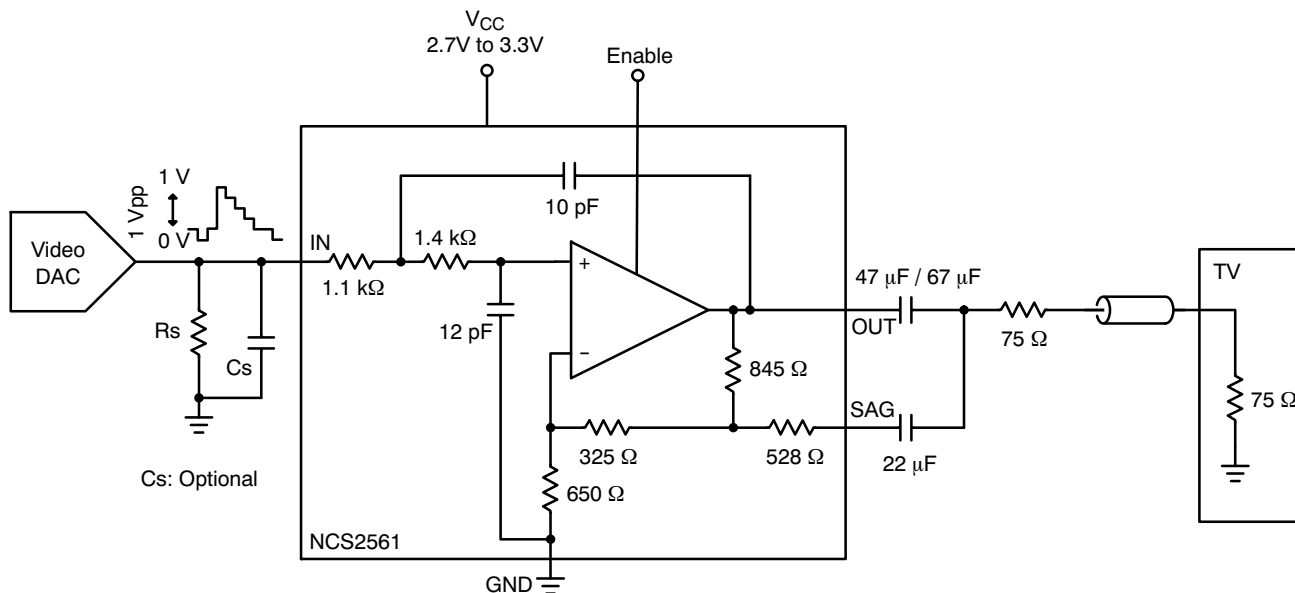 V_CC
2.7V to 3.3V
Enable
1 Vpp
1 V
0 V
Video
DAC
IN
1.1 kΩ
1.4 kΩ
10 pF
12 pF
Rs
Cs
+
−
47 μF / 67 μF
OUT
75 Ω
TV
75 Ω
845 Ω
SAG
325 Ω
528 Ω
22 μF
650 Ω
Cs: Optional
NCS2561
GND